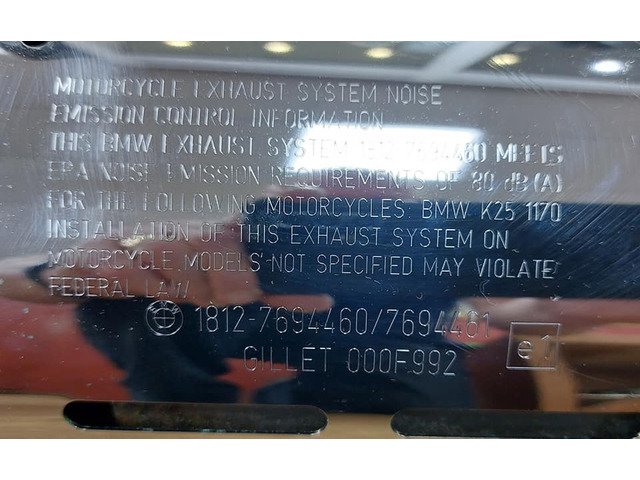 MOTORCYCLE EXHAUST SYSTEM NOISE
EMISSION CONTROL INFORMATION
THIS BMW EXHAUST SYSTEM 1812-7694460 MEETS
EPA NOISE EMISSION REQUIREMENTS OF 80 dB (A)
FOR THE FOLLOWING MOTORCYCLES: BMW K25 1170
INSTALLATION OF THIS EXHAUST SYSTEM ON
MOTORCYCLE MODELS NOT SPECIFIED MAY VIOLATE
FEDERAL LAW
1812-7694460/7694461
GILLET 000F992
e1